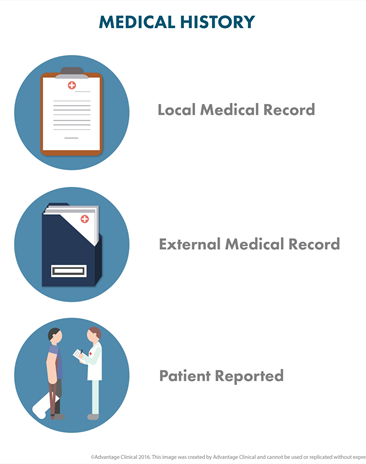 MEDICAL HISTORY
Local Medical Record
External Medical Record
Patient Reported
©Advantage Clinical 2016. This image was created by Advantage Clinical and cannot be used or replicated without expre